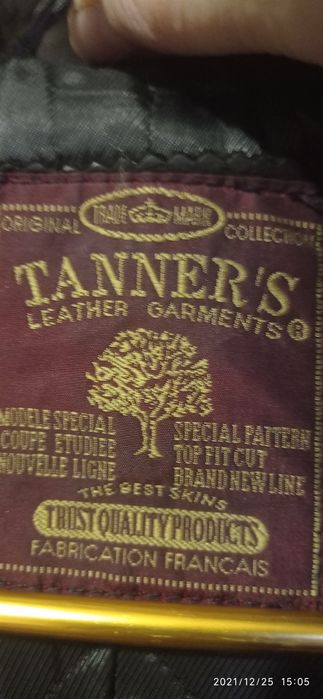 TRADE MARK
ORIGINAL COLLECTION
TANNER'S
LEATHER GARMENTS ®
MODELE SPECIAL
COUPE ETUDIEE
NOUVELLE LIGNE
SPECIAL PATTERN
TOP FIT CUT
BRAND NEW LINE
THE BEST SKINS
TRUST QUALITY PRODUCTS
FABRICATION FRANCAIS
2021/12/25 15:05